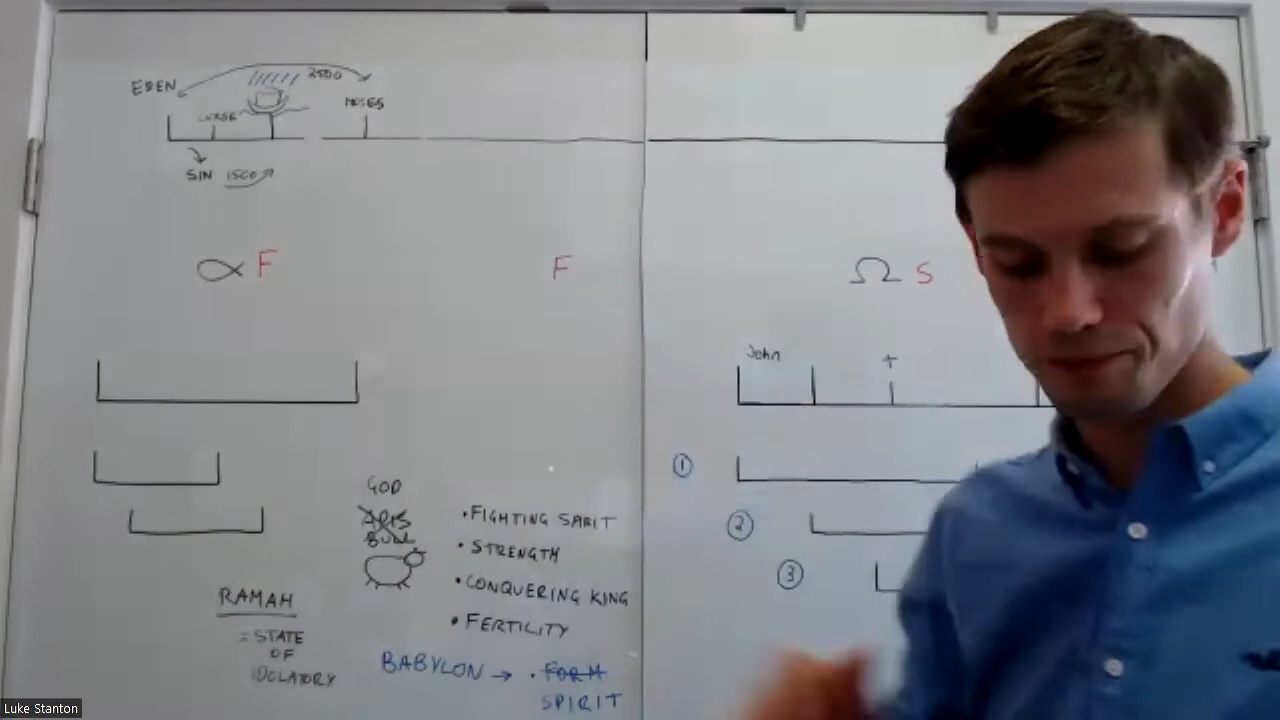 EDEN
2500
MOSES
CURSE
SIN 1500
∝ F
F
Ω S
John
+
1
2
3
GOD
APIS
BULL
• FIGHTING SPIRIT
• STRENGTH
• CONQUERING KING
• FERTILITY
RAMAH
= STATE
OF
IDOLATORY
BABYLON → • FORM
SPIRIT
Luke Stanton